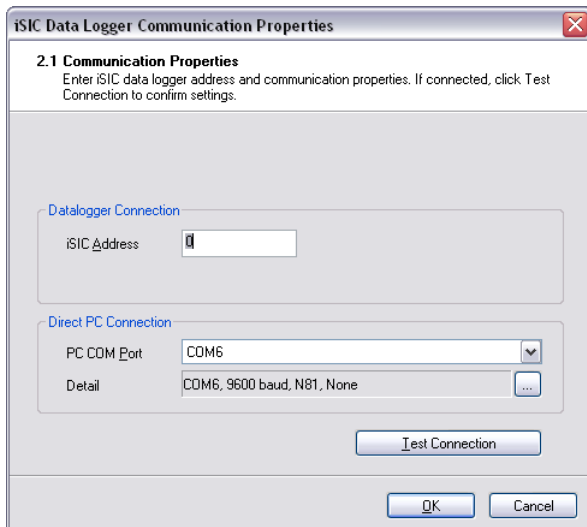 iSIC Data Logger Communication Properties
2.1 Communication Properties
Enter iSIC data logger address and communication properties. If connected, click Test
Connection to confirm settings.
Datalogger Connection
iSIC Address
0
Direct PC Connection
PC COM Port
COM6
Detail
COM6, 9600 baud, N81, None
...
Test Connection
OK
Cancel